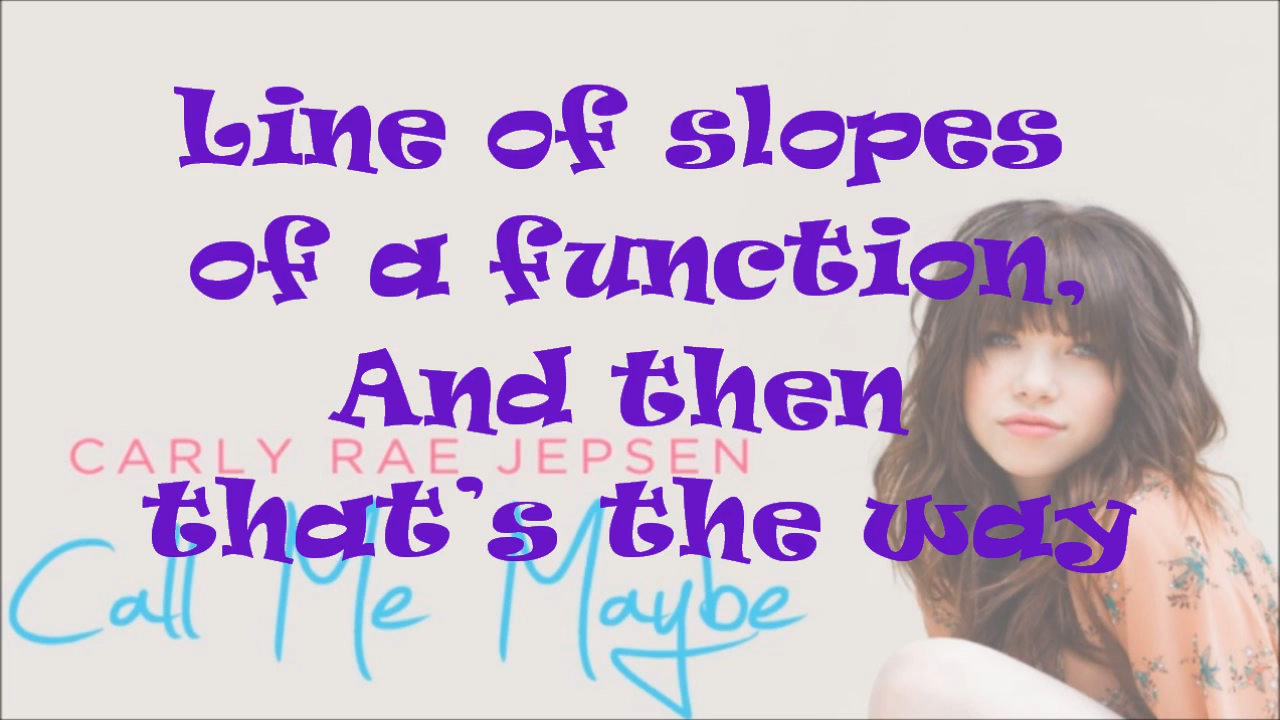 Line of slopes
of a function,
And then
CARLY RAE JEPSEN
that's the way
Call Me Maybe